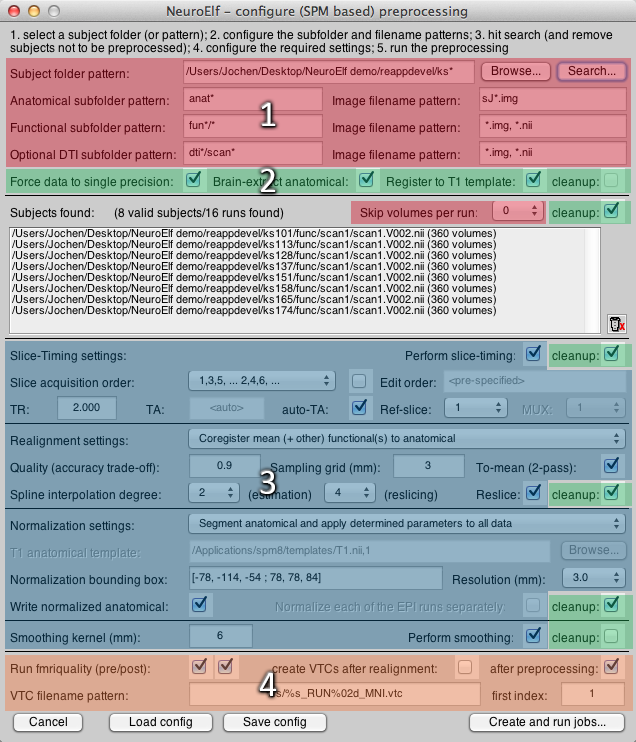 NeuroElf - configure (SPM based) preprocessing
1. select a subject folder (or pattern); 2. configure the subfolder and filename patterns; 3. hit search (and remove
subjects not to be preprocessed); 4. configure the required settings; 5. run the preprocessing
Subject folder pattern: /Users/Jochen/Desktop/NeuroElf demo/reappdevel/ks* Browse... Search...
Anatomical subfolder pattern: anat* Image filename pattern: sJ*.img
1
Functional subfolder pattern: fun*/* Image filename pattern: *.img, *.nii
Optional DTI subfolder pattern: dti*/scan* Image filename pattern: *.img, *.nii
Force data to single precision: Brain-extract anatomical: Register to T1 template: cleanup:
2
Subjects found: (8 valid subjects/16 runs found) Skip volumes per run: 0 cleanup:
/Users/Jochen/Desktop/NeuroElf demo/reappdevel/ks101/func/scan1/scan1.V002.nii (360 volumes)
/Users/Jochen/Desktop/NeuroElf demo/reappdevel/ks113/func/scan1/scan1.V002.nii (360 volumes)
/Users/Jochen/Desktop/NeuroElf demo/reappdevel/ks128/func/scan1/scan1.V002.nii (360 volumes)
/Users/Jochen/Desktop/NeuroElf demo/reappdevel/ks137/func/scan1/scan1.V002.nii (360 volumes)
/Users/Jochen/Desktop/NeuroElf demo/reappdevel/ks151/func/scan1/scan1.V002.nii (360 volumes)
/Users/Jochen/Desktop/NeuroElf demo/reappdevel/ks158/func/scan1/scan1.V002.nii (360 volumes)
/Users/Jochen/Desktop/NeuroElf demo/reappdevel/ks165/func/scan1/scan1.V002.nii (360 volumes)
/Users/Jochen/Desktop/NeuroElf demo/reappdevel/ks174/func/scan1/scan1.V002.nii (360 volumes)
Slice-Timing settings: Perform slice-timing: cleanup:
Slice acquisition order: 1,3,5, ... 2,4,6, ... Edit order: <pre-specified>
TR: 2.000 TA: <auto> auto-TA: Ref-slice: 1 MUX: 1
Realignment settings: Coregister mean (+ other) functional(s) to anatomical
Quality (accuracy trade-off): 0.9 Sampling grid (mm): 3 To-mean (2-pass):
3
Spline interpolation degree: 2 (estimation) 4 (reslicing) Reslice: cleanup:
Normalization settings: Segment anatomical and apply determined parameters to all data
T1 anatomical template: /Applications/spm8/templates/T1.nii,1 Browse...
Normalization bounding box: [-78, -114, -54 ; 78, 78, 84] Resolution (mm): 3.0
Write normalized anatomical: Normalize each of the EPI runs separately: cleanup:
Smoothing kernel (mm): 6 Perform smoothing: cleanup:
Run fmriquality (pre/post): create VTCs after realignment: after preprocessing:
4
VTC filename pattern: s/%s_RUN%02d_MNI.vtc first index: 1
Cancel Load config Save config Create and run jobs...